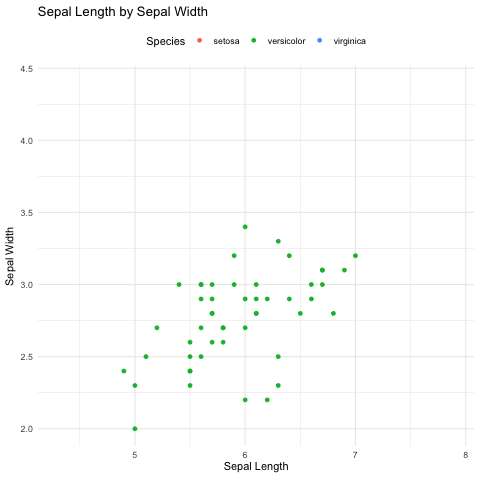 Sepal Length by Sepal Width
Species setosa versicolor virginica
4.5
4.0
3.5
3.0
2.5
2.0
Sepal Width
5 6 7 8
Sepal Length